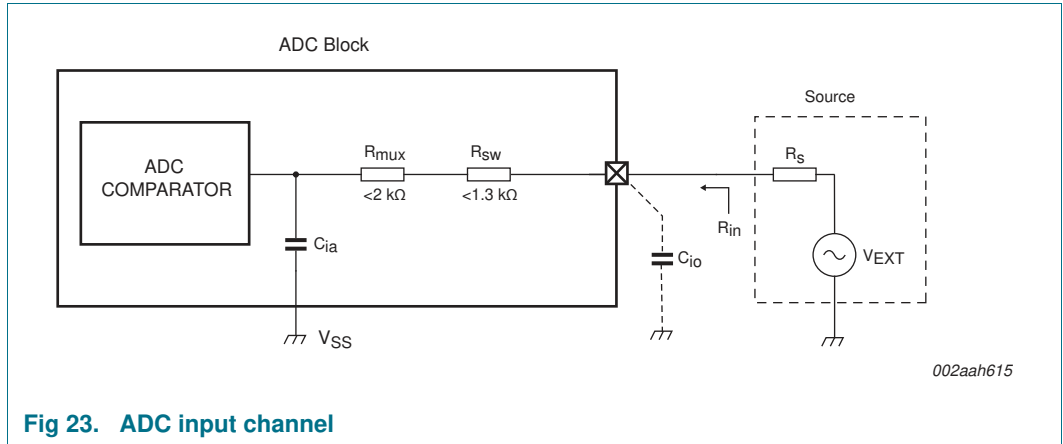 ADC Block
Source
ADC
COMPARATOR
Rmux
<2 kΩ
Rsw
<1.3 kΩ
Cia
VSS
Rin
Cio
Rs
VEXT
002aah615
Fig 23. ADC input channel